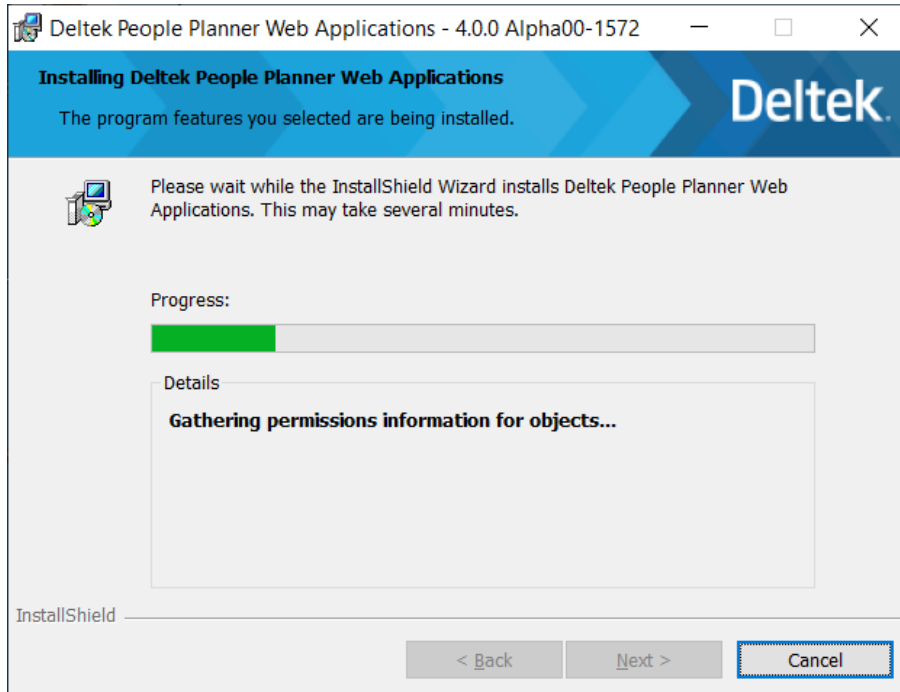 Deltek People Planner Web Applications - 4.0.0 Alpha00-1572
Installing Deltek People Planner Web Applications
The program features you selected are being installed.
Deltek.
Please wait while the InstallShield Wizard installs Deltek People Planner Web
Applications. This may take several minutes.
Progress:
Details
Gathering permissions information for objects...
InstallShield
< Back
Next >
Cancel